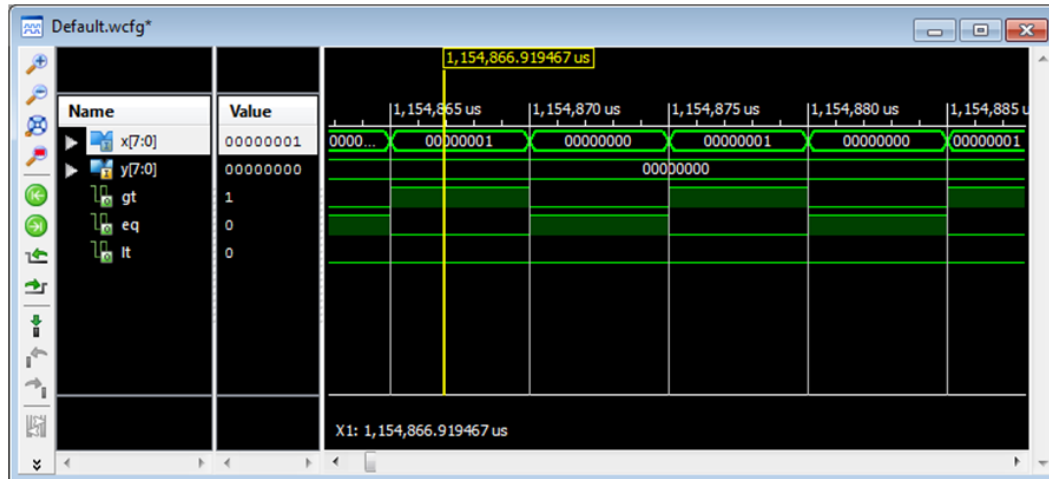 Default.wcfg*
1,154,866.919467 us
Name Value
1,154,865 us 1,154,870 us 1,154,875 us 1,154,880 us 1,154,885 u
x[7:0] 00000001 0000... 00000001 00000000 00000001 00000000 00000001
y[7:0] 00000000 00000000
gt 1
eq 0
lt 0
X1: 1,154,866.919467 us